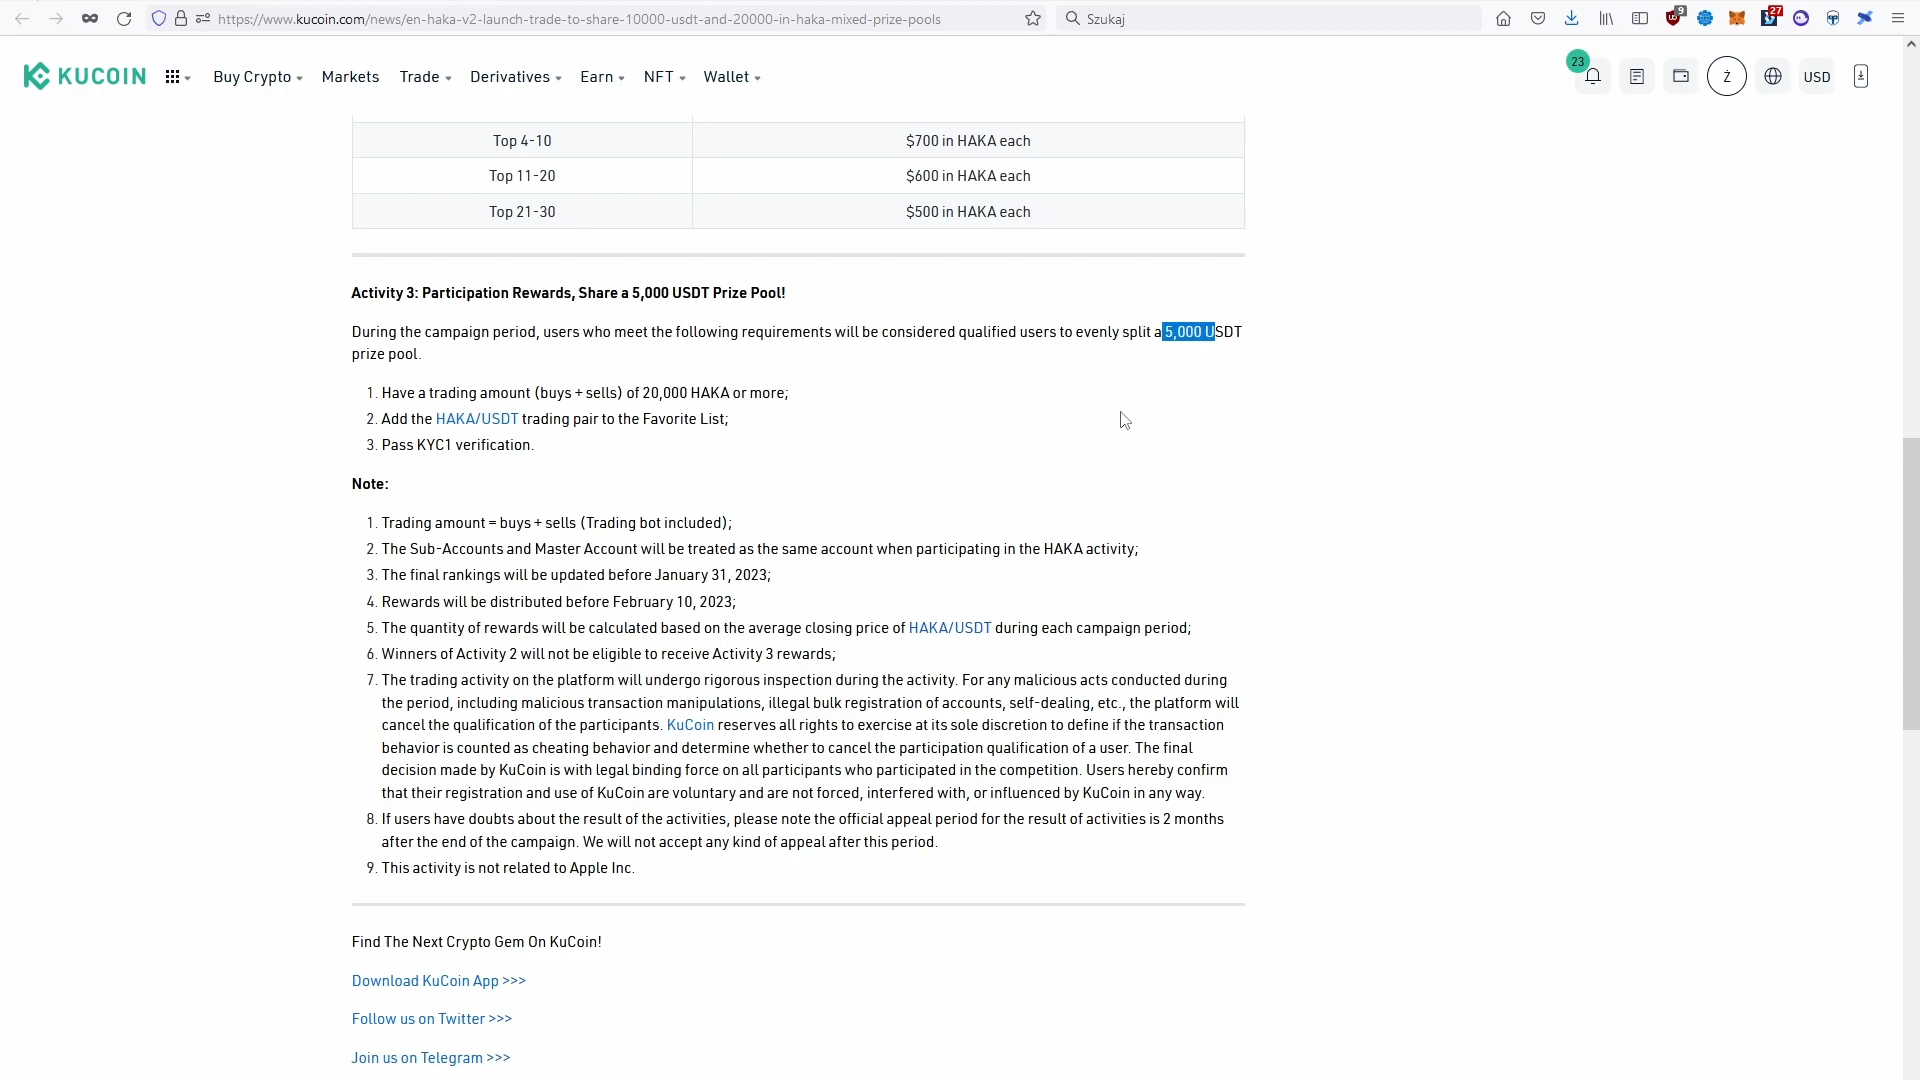 https://www.kucoin.com/news/en-haka-v2-launch-trade-to-share-10000-usdt-and-20000-in-haka-mixed-prize-pools
Szukaj
9
27
KUCOIN
Buy Crypto
Markets
Trade
Derivatives
Earn
NFT
Wallet
23
Ż
USD
Top 4-10 $700 in HAKA each
Top 11-20 $600 in HAKA each
Top 21-30 $500 in HAKA each
Activity 3: Participation Rewards, Share a 5,000 USDT Prize Pool!
During the campaign period, users who meet the following requirements will be considered qualified users to evenly split a 5,000 USDT
prize pool.
1. Have a trading amount (buys + sells) of 20,000 HAKA or more;
2. Add the HAKA/USDT trading pair to the Favorite List;
3. Pass KYC1 verification.
Note:
1. Trading amount = buys + sells (Trading bot included);
2. The Sub-Accounts and Master Account will be treated as the same account when participating in the HAKA activity;
3. The final rankings will be updated before January 31, 2023;
4. Rewards will be distributed before February 10, 2023;
5. The quantity of rewards will be calculated based on the average closing price of HAKA/USDT during each campaign period;
6. Winners of Activity 2 will not be eligible to receive Activity 3 rewards;
7. The trading activity on the platform will undergo rigorous inspection during the activity. For any malicious acts conducted during
the period, including malicious transaction manipulations, illegal bulk registration of accounts, self-dealing, etc., the platform will
cancel the qualification of the participants. KuCoin reserves all rights to exercise at its sole discretion to define if the transaction
behavior is counted as cheating behavior and determine whether to cancel the participation qualification of a user. The final
decision made by KuCoin is with legal binding force on all participants who participated in the competition. Users hereby confirm
that their registration and use of KuCoin are voluntary and are not forced, interfered with, or influenced by KuCoin in any way.
8. If users have doubts about the result of the activities, please note the official appeal period for the result of activities is 2 months
after the end of the campaign. We will not accept any kind of appeal after this period.
9. This activity is not related to Apple Inc.
Find The Next Crypto Gem On KuCoin!
Download KuCoin App >>>
Follow us on Twitter >>>
Join us on Telegram >>>